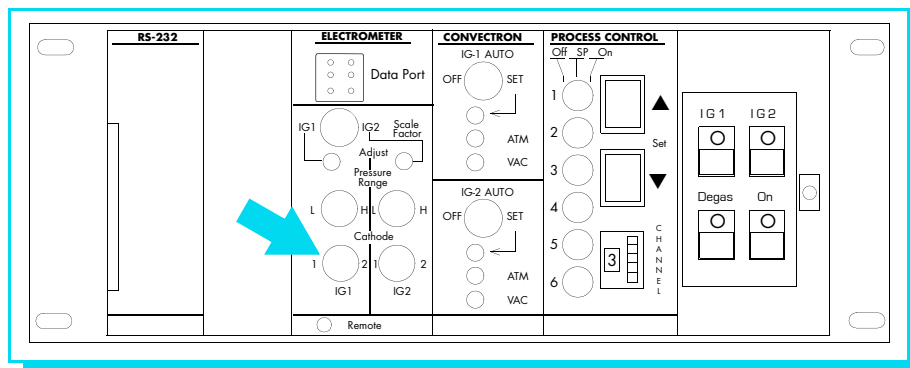 RS-232
ELECTROMETER
Data Port
IG1
IG2
Scale
Factor
Adjust
Pressure
Range
L
H
L
H
Cathode
1
2
1
2
IG1
IG2
Remote
CONVECTRON
IG-1 AUTO
OFF
SET
ATM
VAC
IG-2 AUTO
OFF
SET
ATM
VAC
PROCESS CONTROL
Off SP On
1
2
3
4
5
6
Set
3
CHANNEL
IG1
IG2
Degas
On